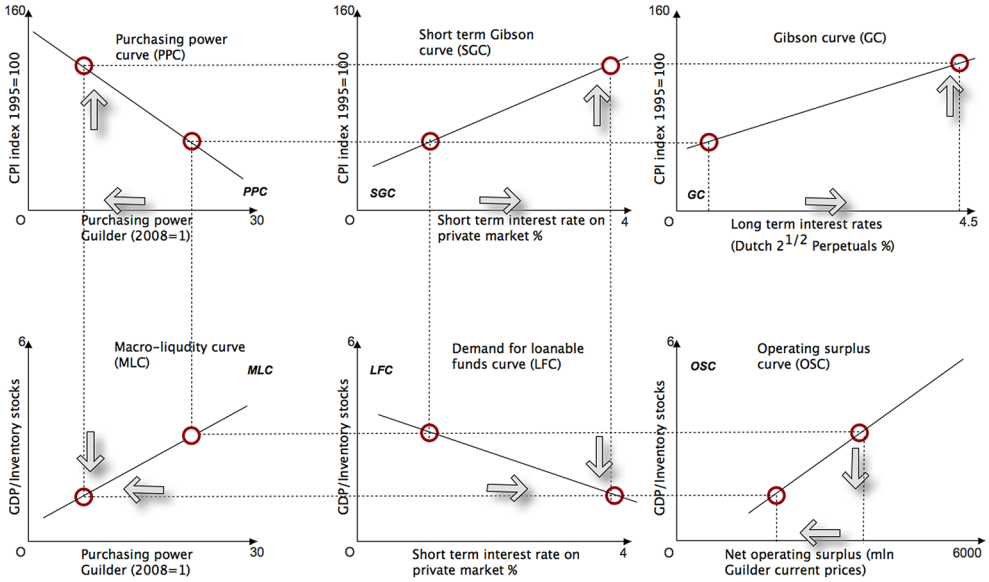 160
CPI index 1995=100
Purchasing power
curve (PPC)
PPC
O
Purchasing power
Guilder (2008=1)
30
160
CPI index 1995=100
Short term Gibson
curve (SGC)
SGC
O
Short term interest rate on
private market %
4
160
CPI index 1995=100
Gibson curve (GC)
GC
O
Long term interest rates
(Dutch 2 1/2 Perpetuals %)
4.5
6
GDP/Inventory stocks
Macro-liqudity curve
(MLC)
MLC
O
Purchasing power
Guilder (2008=1)
30
6
GDP/Inventory stocks
LFC
Demand for loanable
funds curve (LFC)
O
Short term interest rate on
private market %
4
6
GDP/Inventory stocks
OSC
Operating surplus
curve (OSC)
O
Net operating surplus (mln
Guilder current prices)
6000